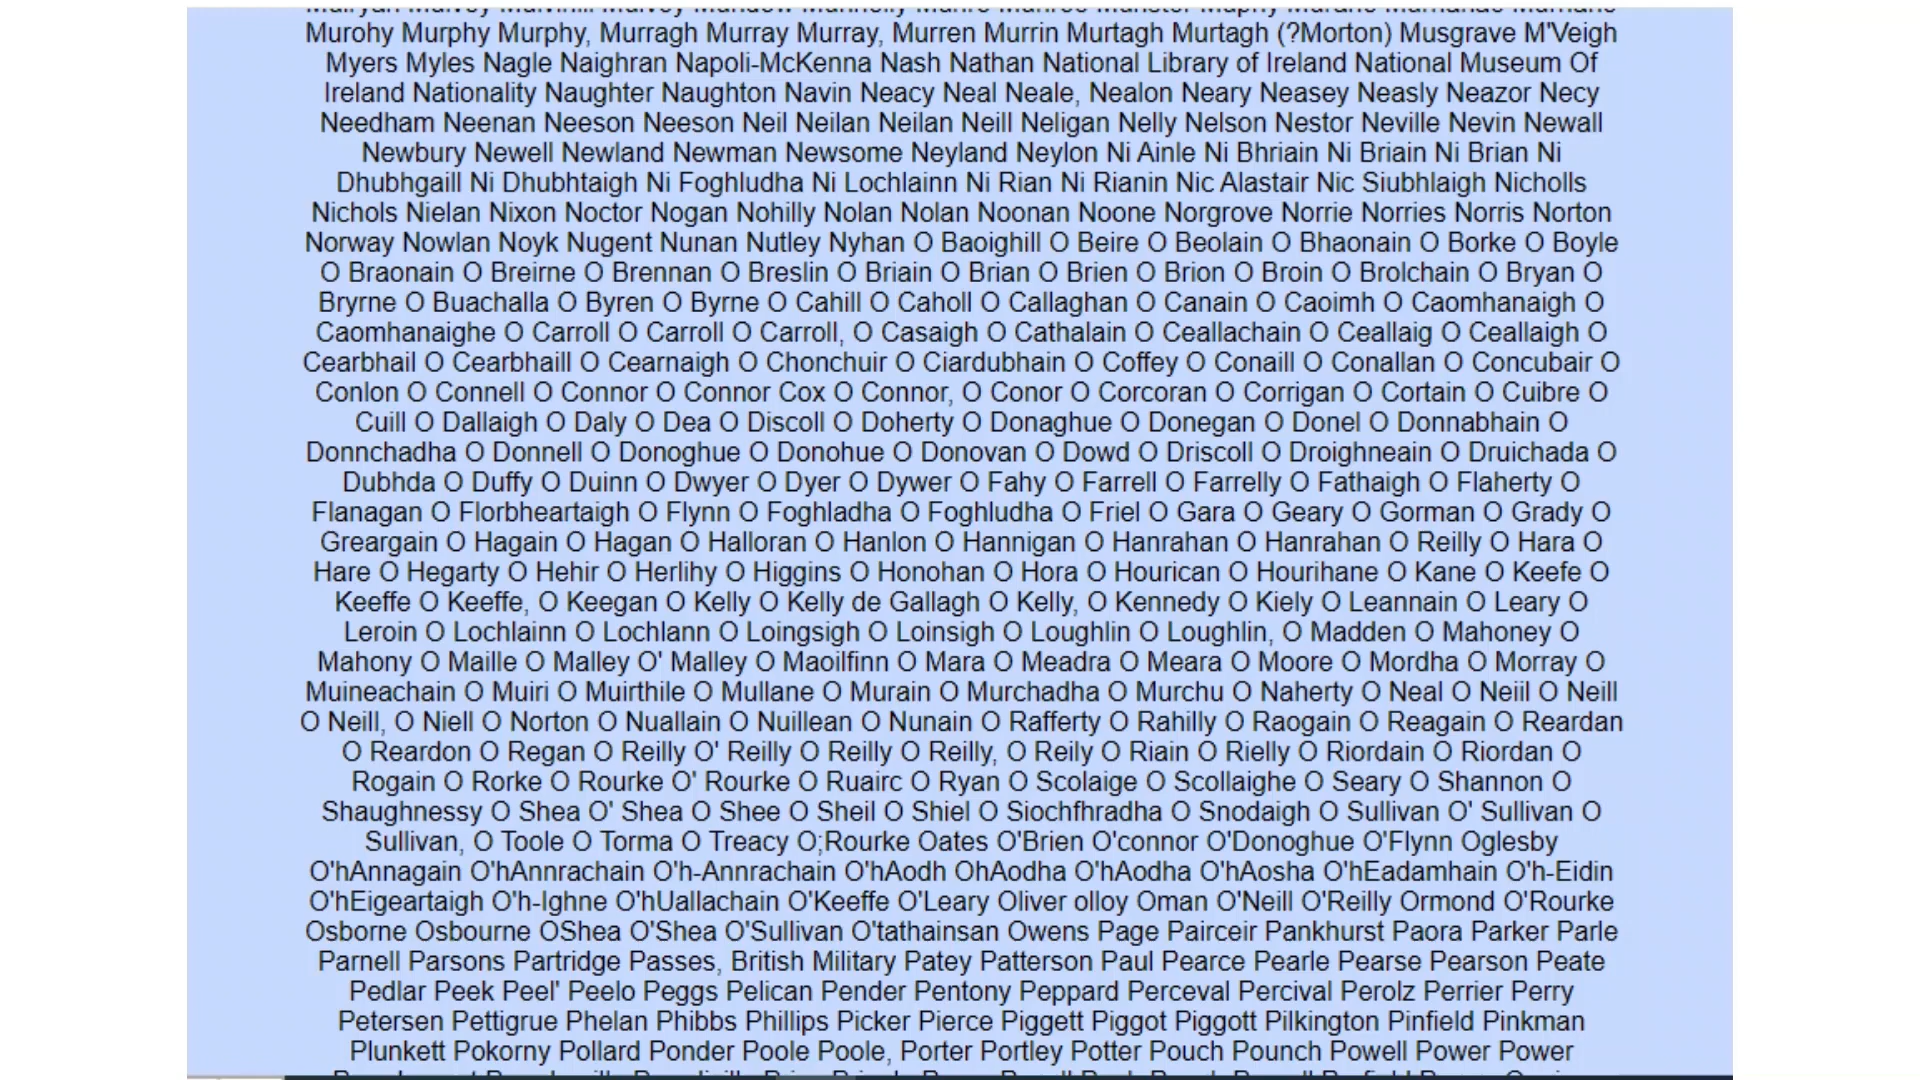 Murohy Murphy Murphy, Murragh Murray Murray, Murren Murrin Murtagh Murtagh (?Morton) Musgrave M'Veigh
Myers Myles Nagle Naighran Napoli-McKenna Nash Nathan National Library of Ireland National Museum Of
Ireland Nationality Naughter Naughton Navin Neacy Neal Neale, Nealon Neary Neasey Neasly Neazor Necy
Needham Neenan Neeson Neeson Neil Neilan Neilan Neill Neligan Nelly Nelson Nestor Neville Nevin Newall
Newbury Newell Newland Newman Newsome Neyland Neylon Ni Ainle Ni Bhriain Ni Briain Ni Brian Ni
Dhubhgaill Ni Dhubhtaigh Ni Foghludha Ni Lochlainn Ni Rian Ni Rianin Nic Alastair Nic Siubhlaigh Nicholls
Nichols Nielan Nixon Noctor Nogan Nohilly Nolan Nolan Noonan Noone Norgrove Norrie Norries Norris Norton
Norway Nowlan Noyk Nugent Nunan Nutley Nyhan O Baoighill O Beire O Beolain O Bhaonain O Borke O Boyle
O Braonain O Breirne O Brennan O Breslin O Briain O Brian O Brien O Brion O Broin O Brolchain O Bryan O
Bryrne O Buachalla O Byren O Byrne O Cahill O Caholl O Callaghan O Canain O Caoimh O Caomhanaigh O
Caomhanaighe O Carroll O Carroll O Carroll, O Casaigh O Cathalain O Ceallachain O Ceallaig O Ceallaigh O
Cearbhail O Cearbhaill O Cearnaigh O Chonchuir O Ciardubhain O Coffey O Conaill O Conallan O Concubair O
Conlon O Connell O Connor O Connor Cox O Connor, O Conor O Corcoran O Corrigan O Cortain O Cuibre O
Cuill O Dallaigh O Daly O Dea O Discoll O Doherty O Donaghue O Donegan O Donel O Donnabhain O
Donnchadha O Donnell O Donoghue O Donohue O Donovan O Dowd O Driscoll O Droighneain O Druichada O
Dubhda O Duffy O Duinn O Dwyer O Dyer O Dywer O Fahy O Farrell O Farrelly O Fathaigh O Flaherty O
Flanagan O Florbheartaigh O Flynn O Foghladha O Foghludha O Friel O Gara O Geary O Gorman O Grady O
Greargain O Hagain O Hagan O Halloran O Hanlon O Hannigan O Hanrahan O Hanrahan O Reilly O Hara O
Hare O Hegarty O Hehir O Herlihy O Higgins O Honohan O Hora O Hourican O Hourihane O Kane O Keefe O
Keeffe O Keeffe, O Keegan O Kelly O Kelly de Gallagh O Kelly, O Kennedy O Kiely O Leannain O Leary O
Leroin O Lochlainn O Lochlann O Loingsigh O Loinsigh O Loughlin O Loughlin, O Madden O Mahoney O
Mahony O Maille O Malley O' Malley O Maoilfinn O Mara O Meadra O Meara O Moore O Mordha O Morray O
Muineachain O Muiri O Muirthile O Mullane O Murain O Murchadha O Murchu O Naherty O Neal O Neiil O Neill
O Neill, O Niell O Norton O Nuallain O Nuillean O Nunain O Rafferty O Rahilly O Raogain O Reagain O Reardan
O Reardon O Regan O Reilly O' Reilly O Reilly O Reilly, O Reily O Riain O Rielly O Riordain O Riordan O
Rogain O Rorke O Rourke O' Rourke O Ruairc O Ryan O Scolaige O Scollaighe O Seary O Shannon O
Shaughnessy O Shea O' Shea O Shee O Sheil O Shiel O Siochfhradha O Snodaigh O Sullivan O' Sullivan O
Sullivan, O Toole O Torma O Treacy O;Rourke Oates O'Brien O'connor O'Donoghue O'Flynn Oglesby
O'hAnnagain O'hAnnrachain O'h-Annrachain O'hAodh OhAodha O'hAodha O'hAosha O'hEadamhain O'h-Eidin
O'hEigeartaigh O'h-Ighne O'hUallachain O'Keeffe O'Leary Oliver olloy Oman O'Neill O'Reilly Ormond O'Rourke
Osborne Osbourne OShea O'Shea O'Sullivan O'tathainsan Owens Page Pairceir Pankhurst Paora Parker Parle
Parnell Parsons Partridge Passes, British Military Patey Patterson Paul Pearce Pearle Pearse Pearson Peate
Pedlar Peek Peel' Peelo Peggs Pelican Pender Pentony Peppard Perceval Percival Perolz Perrier Perry
Petersen Pettigrue Phelan Phibbs Phillips Picker Pierce Piggett Piggot Piggott Pilkington Pinfield Pinkman
Plunkett Pokorny Pollard Ponder Poole Poole, Porter Portley Potter Pouch Pounch Powell Power Power